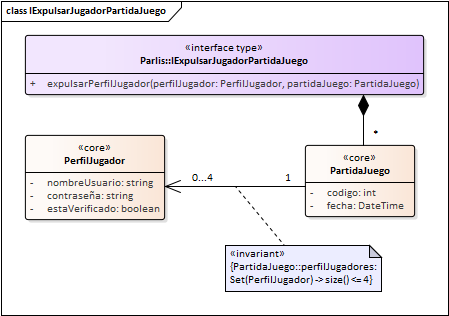 class IExpulsarJugadorPartidaJuego
«interface type»
Parlis::IExpulsarJugadorPartidaJuego
+ expulsarPerfilJugador(perfilJugador: PerfilJugador, partidaJuego: PartidaJuego)
*
«core»
PerfilJugador
- nombreUsuario: string
- contraseña: string
- estaVerificado: boolean
0...4
1
«core»
PartidaJuego
- codigo: int
- fecha: DateTime
«invariant»
{PartidaJuego::perfilJugadores:
Set(PerfilJugador) -> size() <= 4}